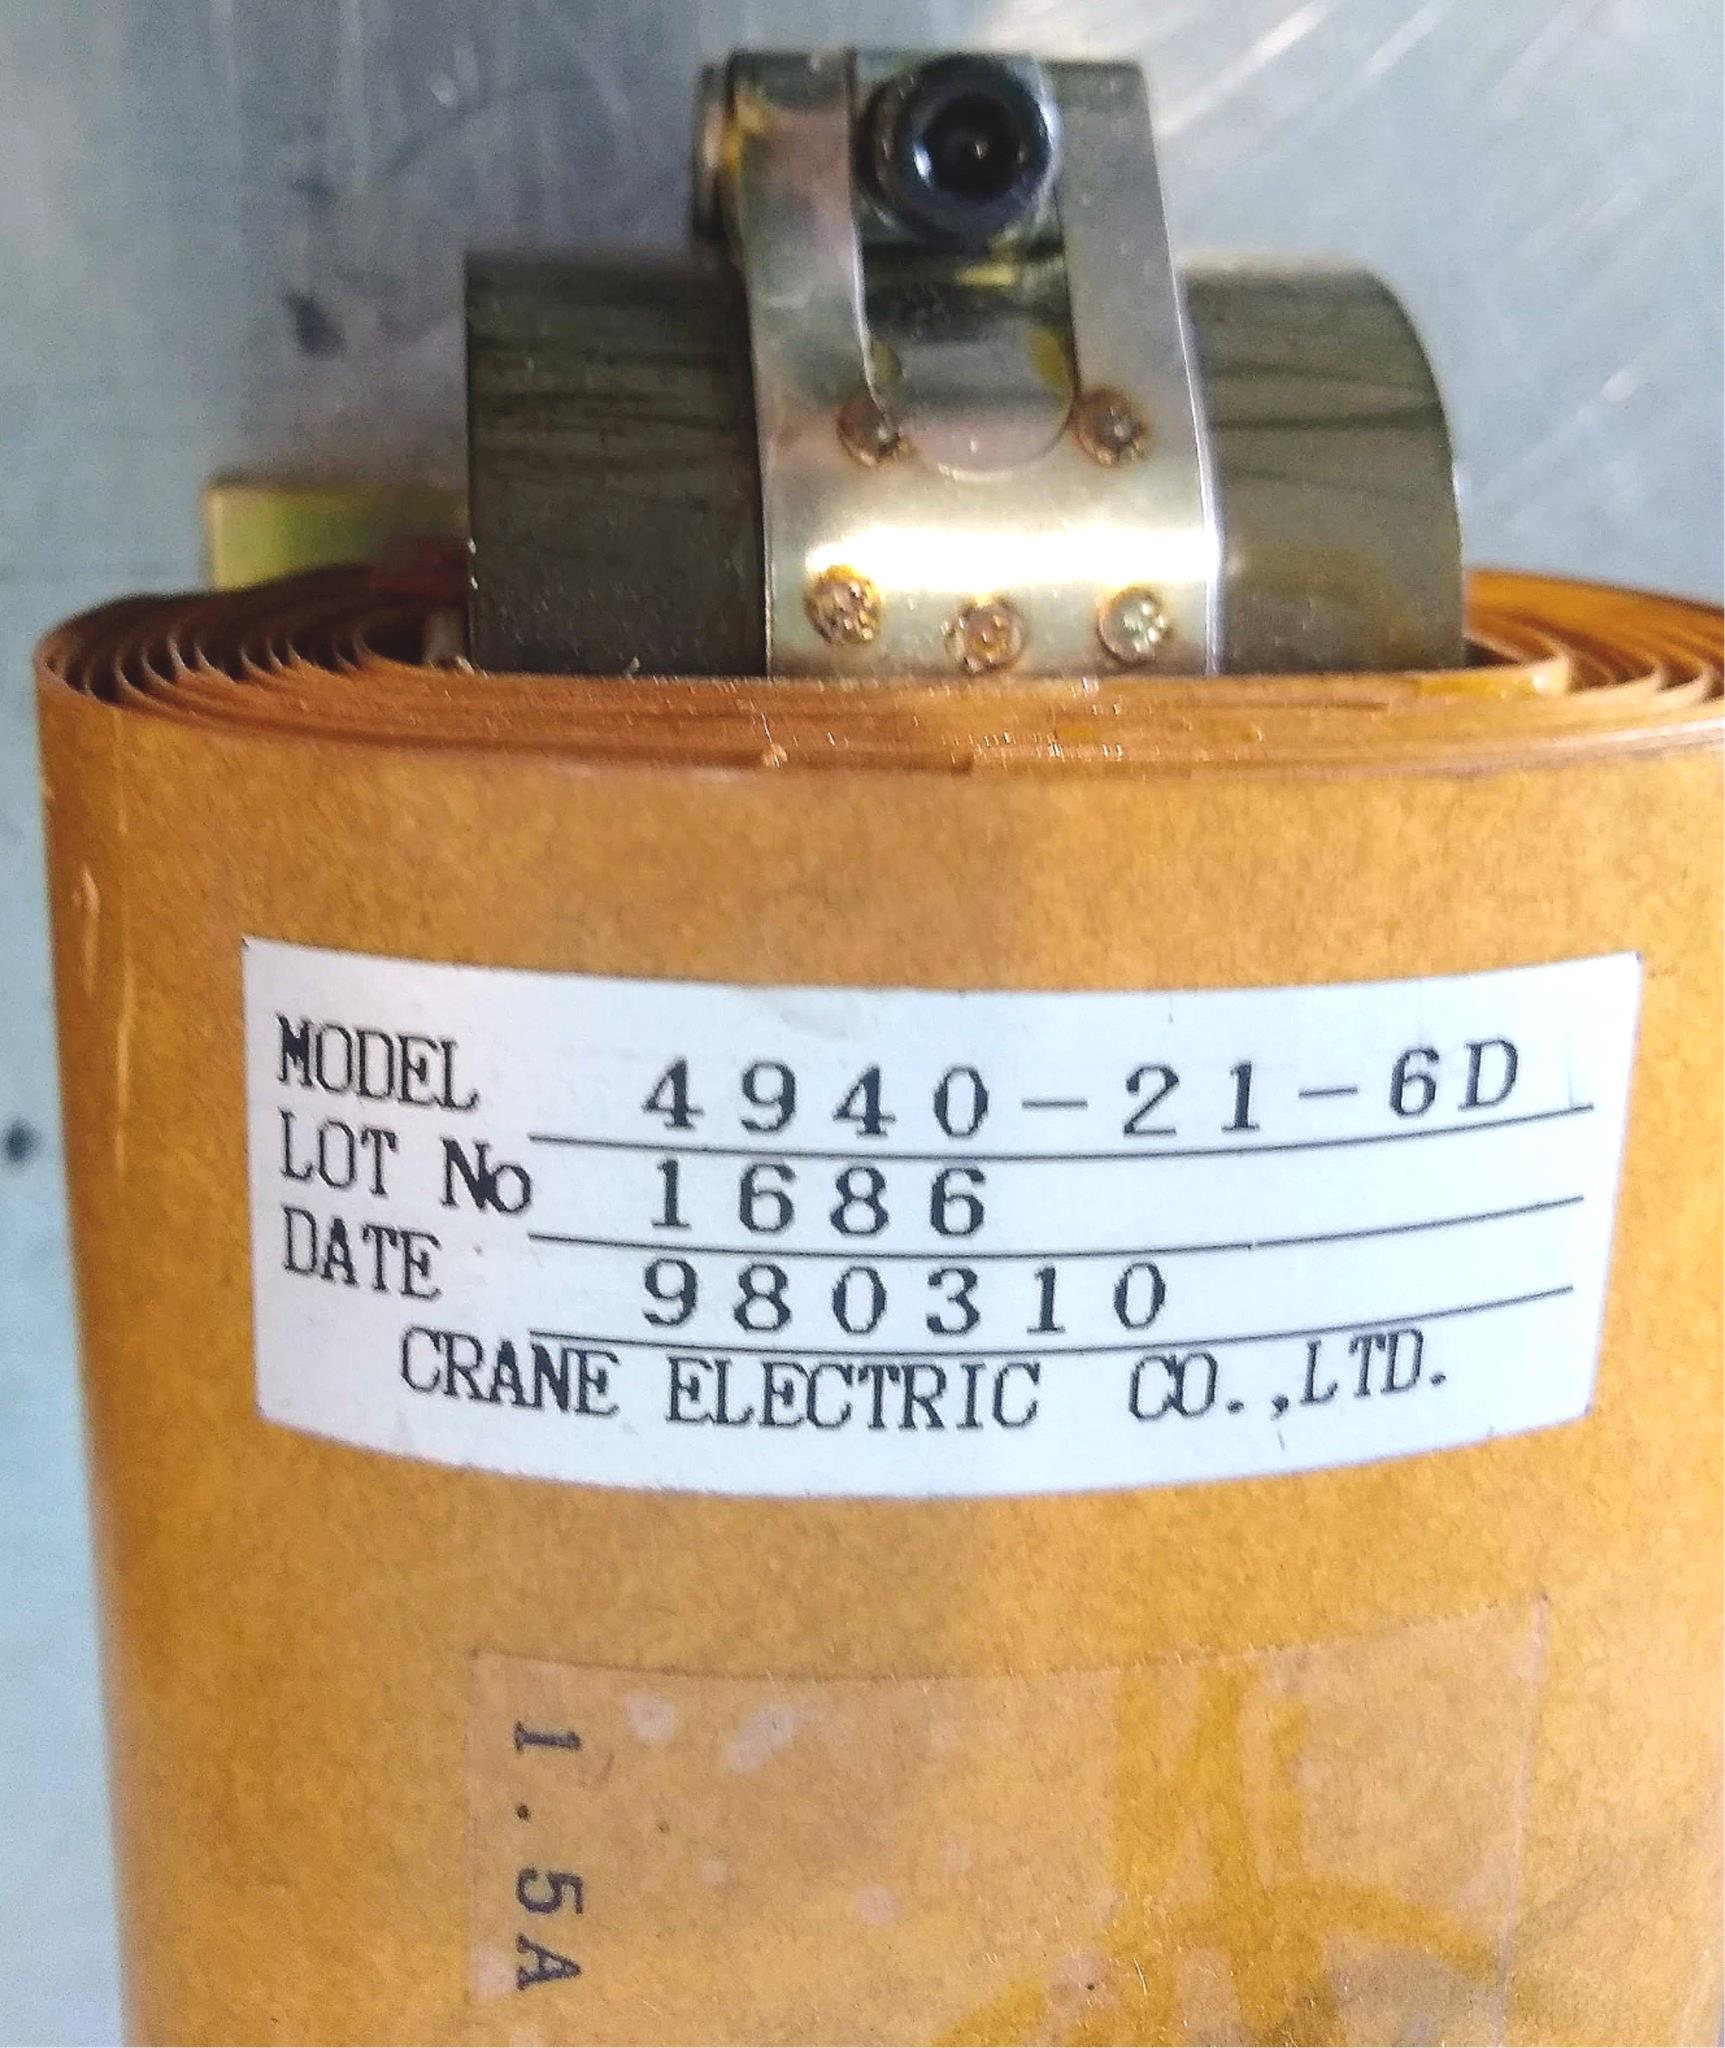 MODEL 4940-21-6D
LOT No 1686
DATE 980310
CRANE ELECTRIC CO.,LTD.
1.5A